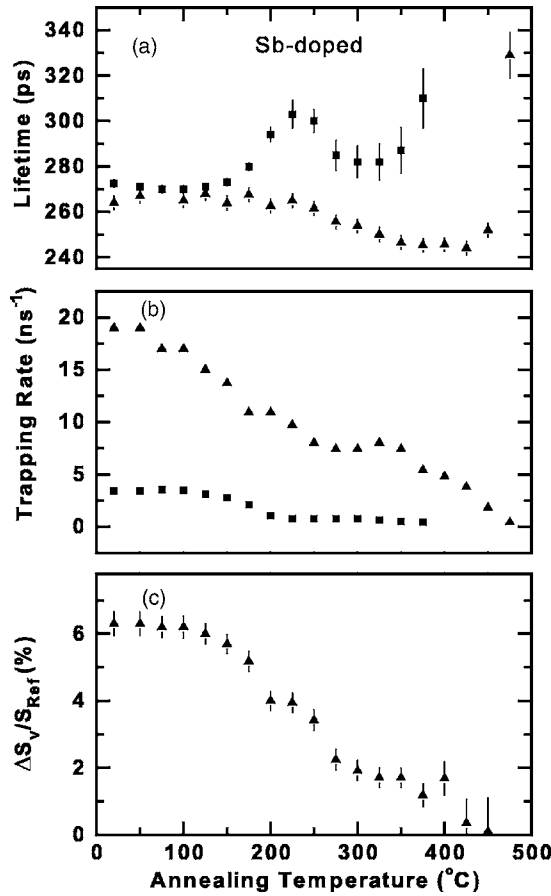 340
(a) Sb-doped
320
300
280
260
240
Lifetime (ps)
(b)
20
15
10
5
0
Trapping Rate (ns⁻¹)
(c)
6
4
2
0
ΔSᵥ/S_Ref (%)
0 100 200 300 400 500
Annealing Temperature (°C)